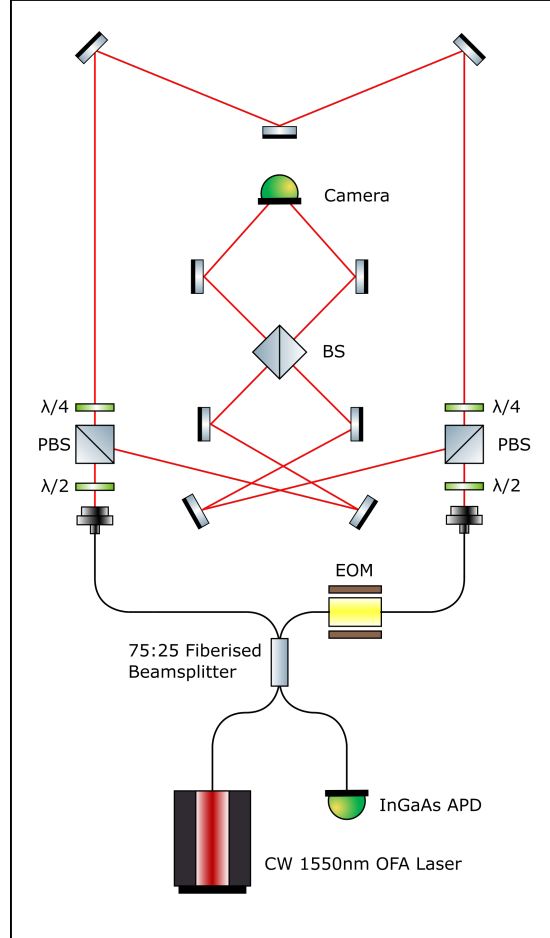 Camera
BS
λ/4
λ/4
PBS
PBS
λ/2
λ/2
EOM
75:25 Fiberised
Beamsplitter
InGaAs APD
CW 1550nm OFA Laser